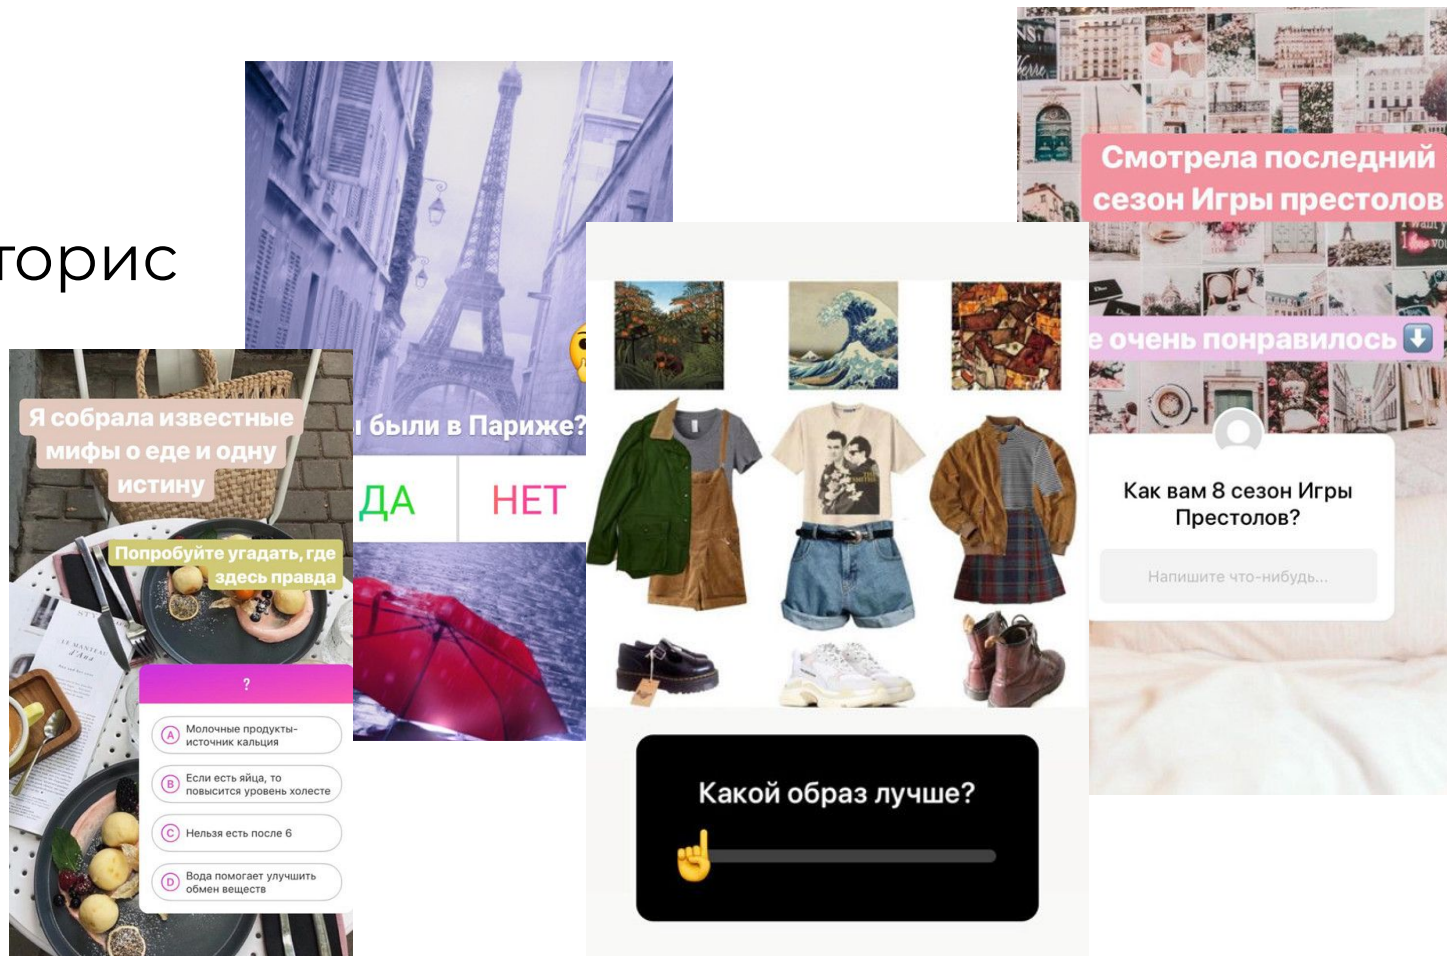 торис
Я собрала известные
мифы о еде и одну
истину
Попробуйте угадать, где
здесь правда
?
A Молочные продукты-
источник кальция
B Если есть яйца, то
повысится уровень холесте
C Нельзя есть после 6
D Вода помогает улучшить
обмен веществ
ы были в Париже?
ДА НЕТ
Какой образ лучше?
Смотрела последний
сезон Игры престолов
е очень понравилось
Как вам 8 сезон Игры
Престолов?
Напишите что-нибудь...